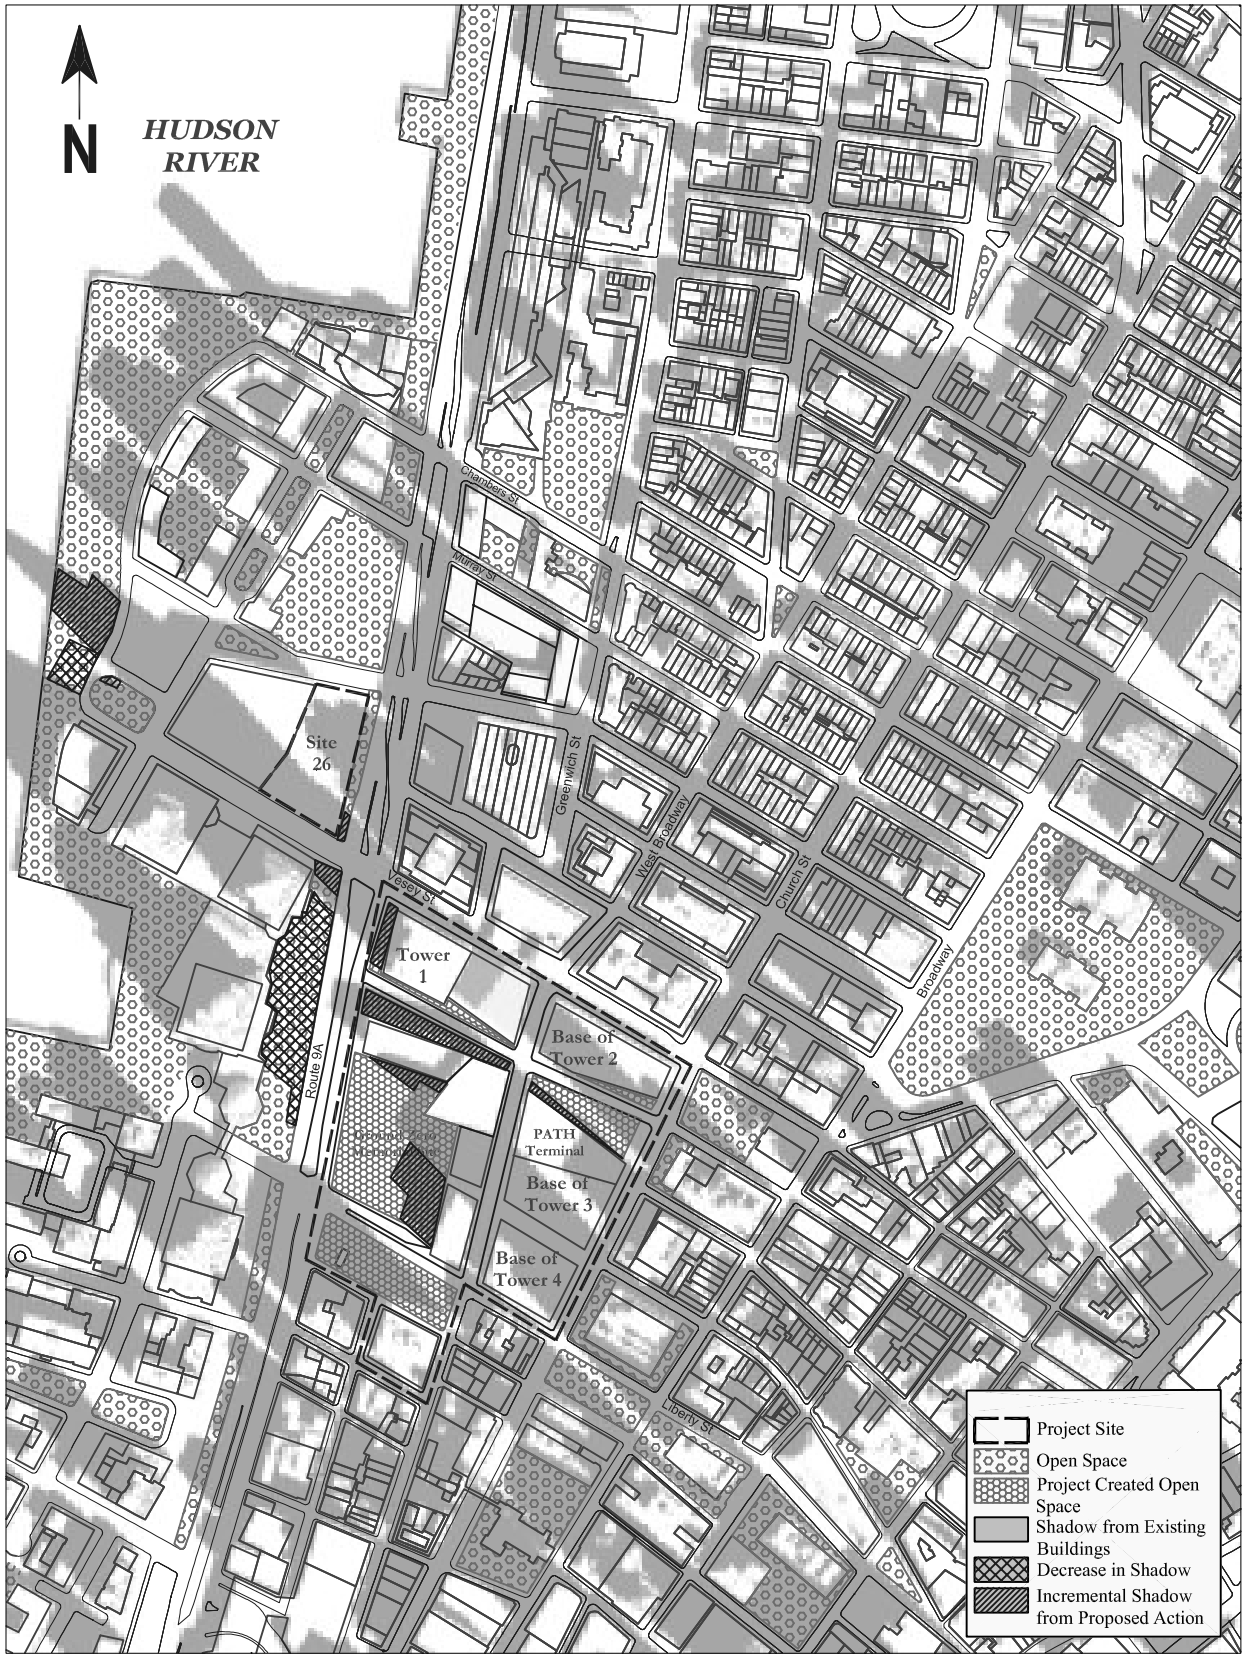 N
HUDSON
RIVER
Chambers St
Murray St
Site
26
Greenwich St
West Broadway
Church St
Broadway
Vesey St
Tower
1
Base of
Tower 2
Route 9A
Ground Zero
PATH
Terminal
Base of
Tower 3
Base of
Tower 4
Liberty St
Project Site
Open Space
Project Created Open
Space
Shadow from Existing
Buildings
Decrease in Shadow
Incremental Shadow
from Proposed Action